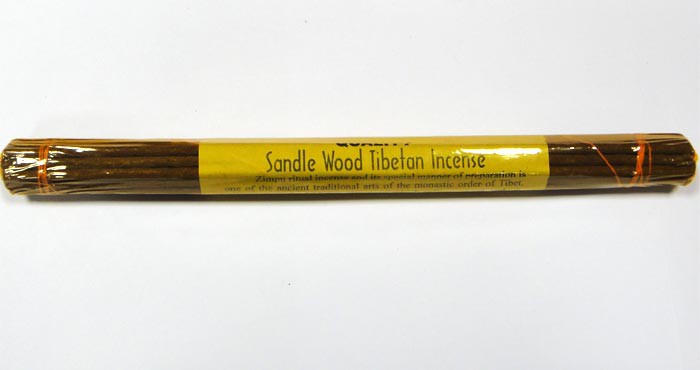 QUALITY
Sandle Wood Tibetan Incense
Zimpu ritual incense and its special manner of preparation is
one of the ancient traditional arts of the monastic order of Tibet.